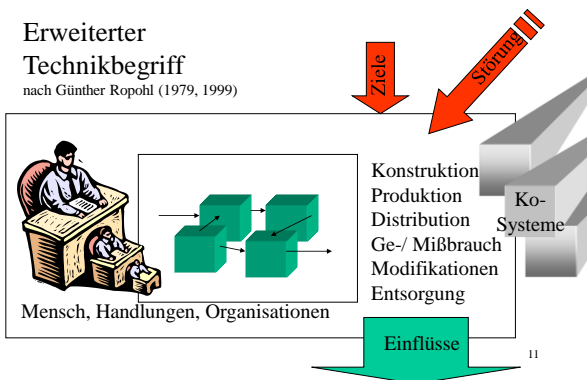 Erweiterter
Technikbegriff
nach Günther Ropohl (1979, 1999)
Ziele
Störung
Konstruktion
Produktion
Distribution
Ge-/ Mißbrauch
Modifikationen
Entsorgung
Ko-
Systeme
Mensch, Handlungen, Organisationen
Einflüsse
11